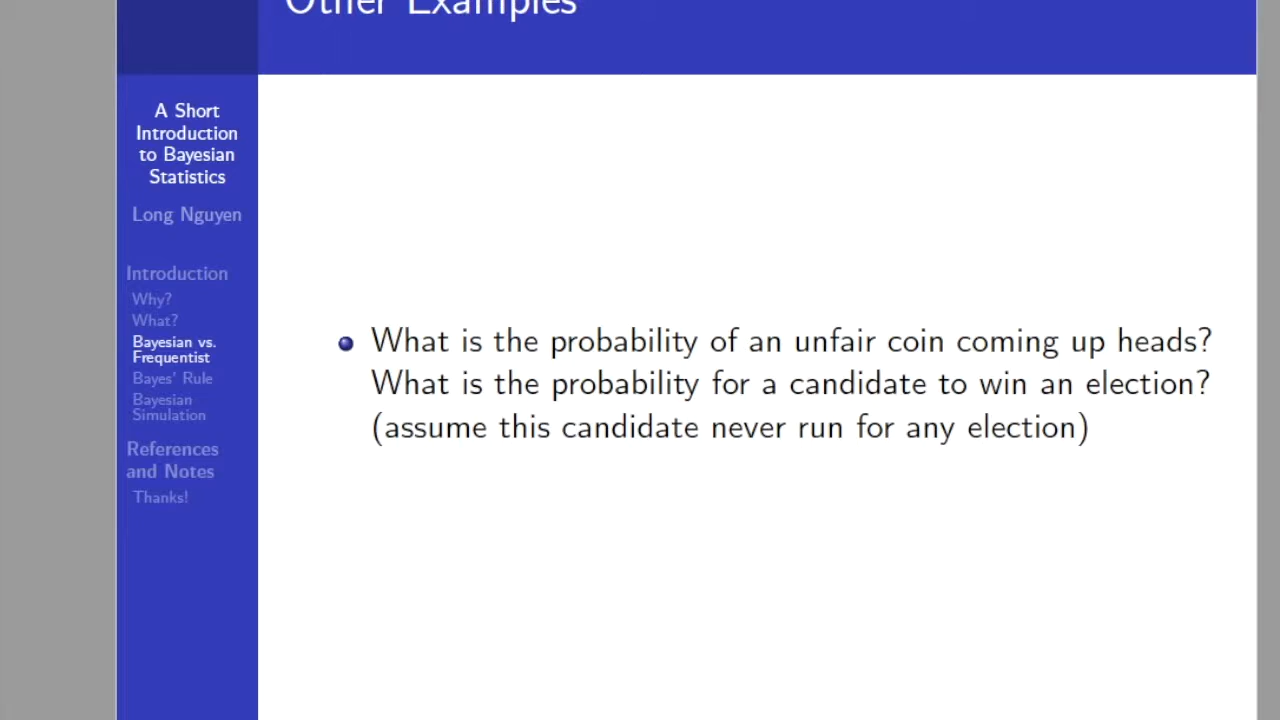 Other Examples
A Short
Introduction
to Bayesian
Statistics
Long Nguyen
Introduction
Why?
What?
Bayesian vs.
Frequentist
Bayes' Rule
Bayesian
Simulation
References
and Notes
Thanks!
What is the probability of an unfair coin coming up heads?
What is the probability for a candidate to win an election?
(assume this candidate never run for any election)